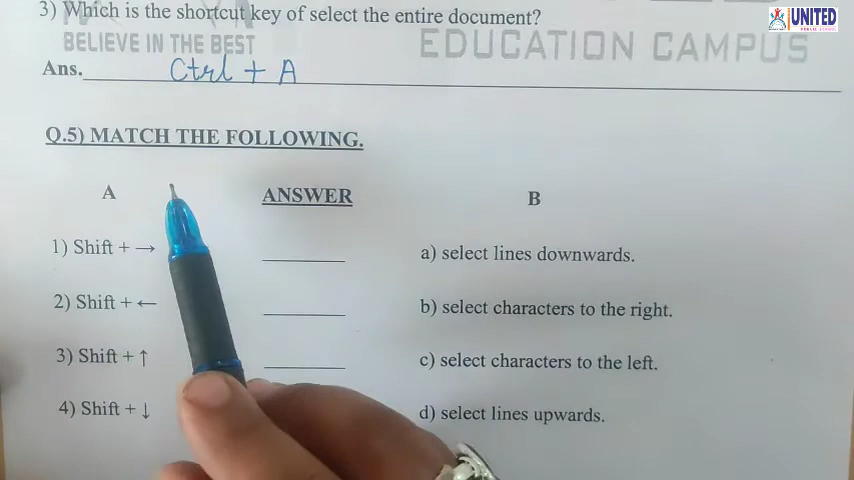 3) Which is the shortcut key of select the entire document?
UNITED
PUBLIC SCHOOL
BELIEVE IN THE BEST
EDUCATION CAMPUS
Ans. Ctrl + A
Q.5) MATCH THE FOLLOWING.
A ANSWER B
1) Shift + → a) select lines downwards.
2) Shift + ← b) select characters to the right.
3) Shift + ↑ c) select characters to the left.
4) Shift + ↓ d) select lines upwards.